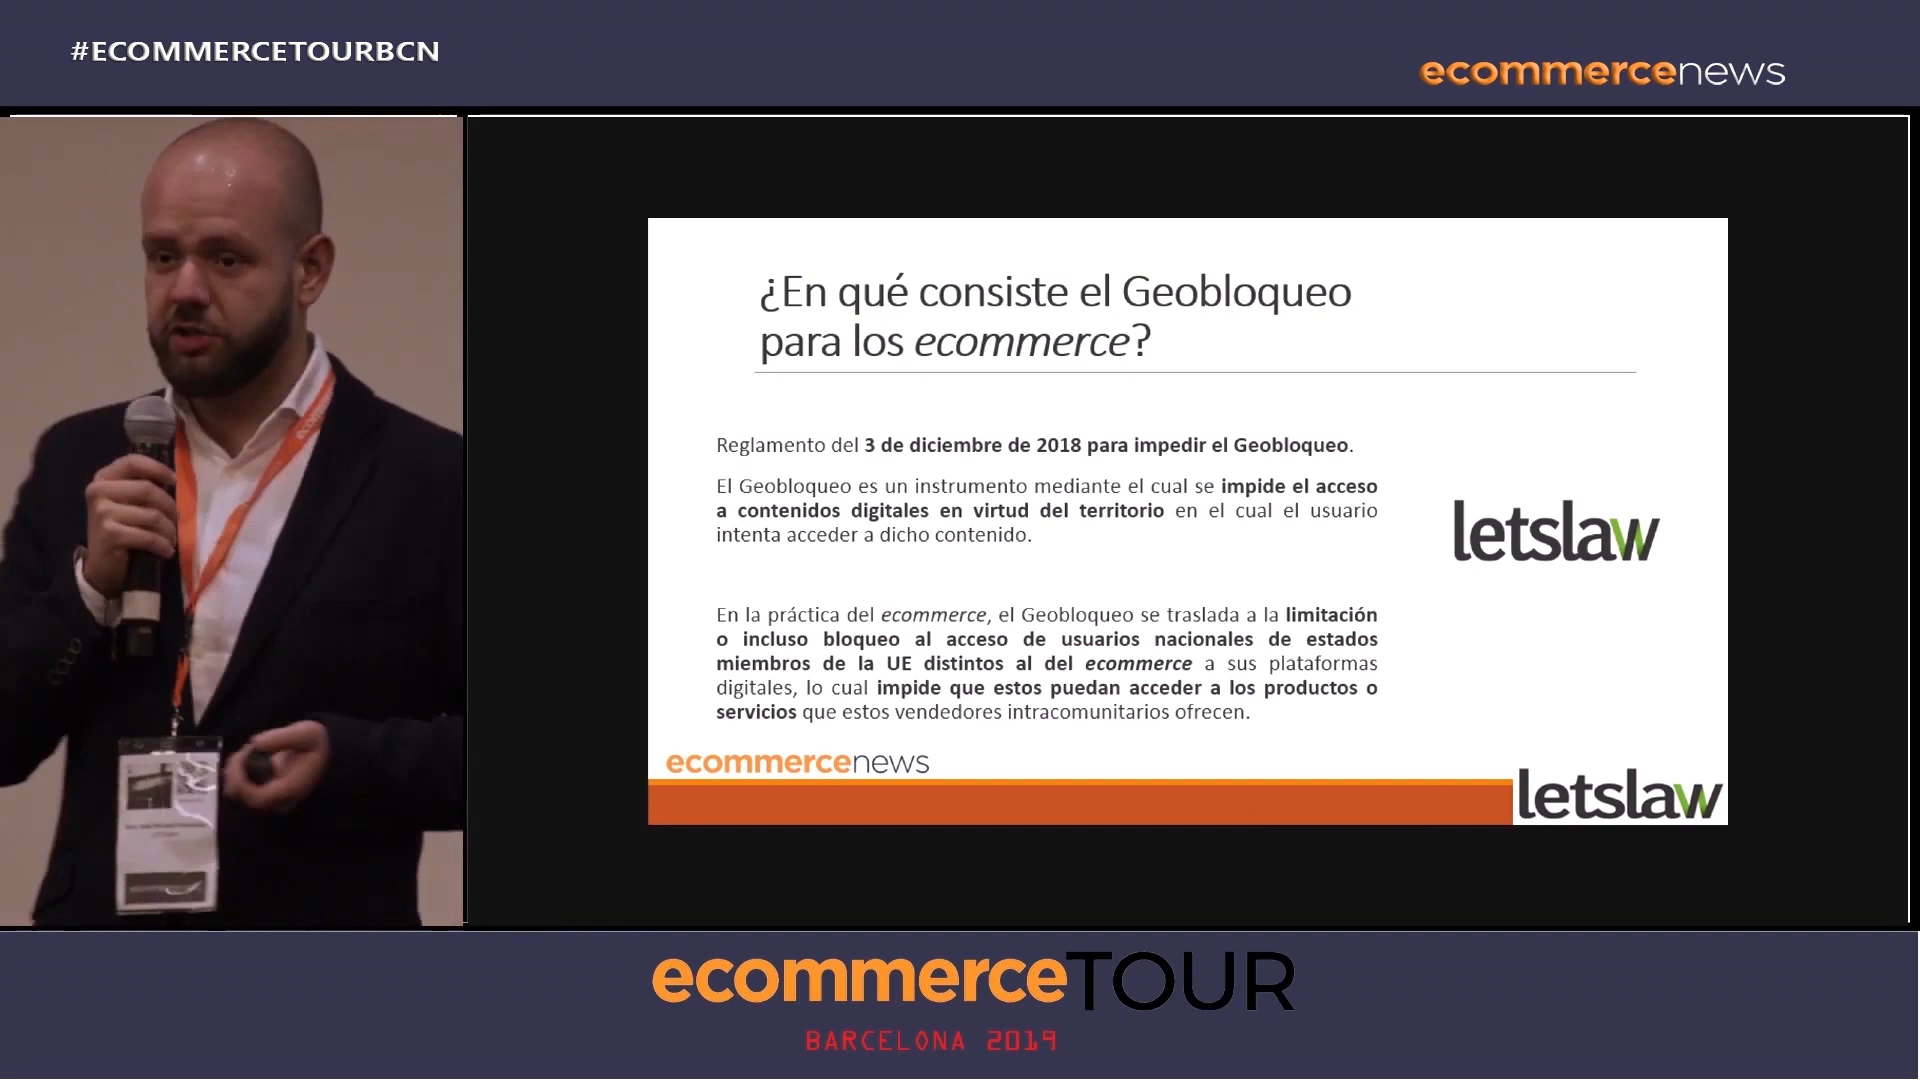 #ECOMMERCETOURBCN
ecommercenews
¿En qué consiste el Geobloqueo
para los ecommerce?
Reglamento del 3 de diciembre de 2018 para impedir el Geobloqueo.
El Geobloqueo es un instrumento mediante el cual se impide el acceso
a contenidos digitales en virtud del territorio en el cual el usuario
intenta acceder a dicho contenido.
letslaw
En la práctica del ecommerce, el Geobloqueo se traslada a la limitación
o incluso bloqueo al acceso de usuarios nacionales de estados
miembros de la UE distintos al del ecommerce a sus plataformas
digitales, lo cual impide que estos puedan acceder a los productos o
servicios que estos vendedores intracomunitarios ofrecen.
ecommercenews
letslaw
ecommerceTOUR
BARCELONA 2019